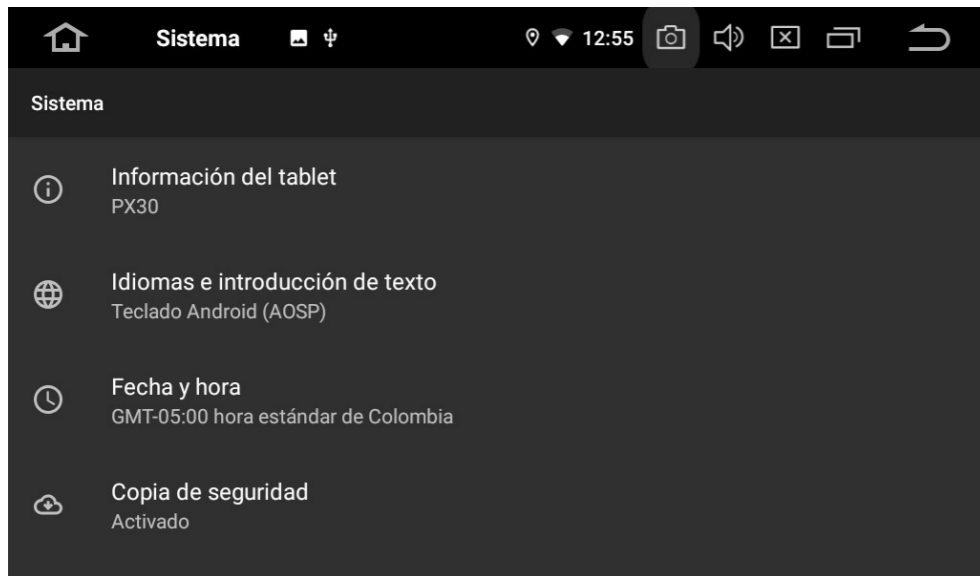 Sistema 12:55
Sistema
Información del tablet
PX30
Idiomas e introducción de texto
Teclado Android (AOSP)
Fecha y hora
GMT-05:00 hora estándar de Colombia
Copia de seguridad
Activado